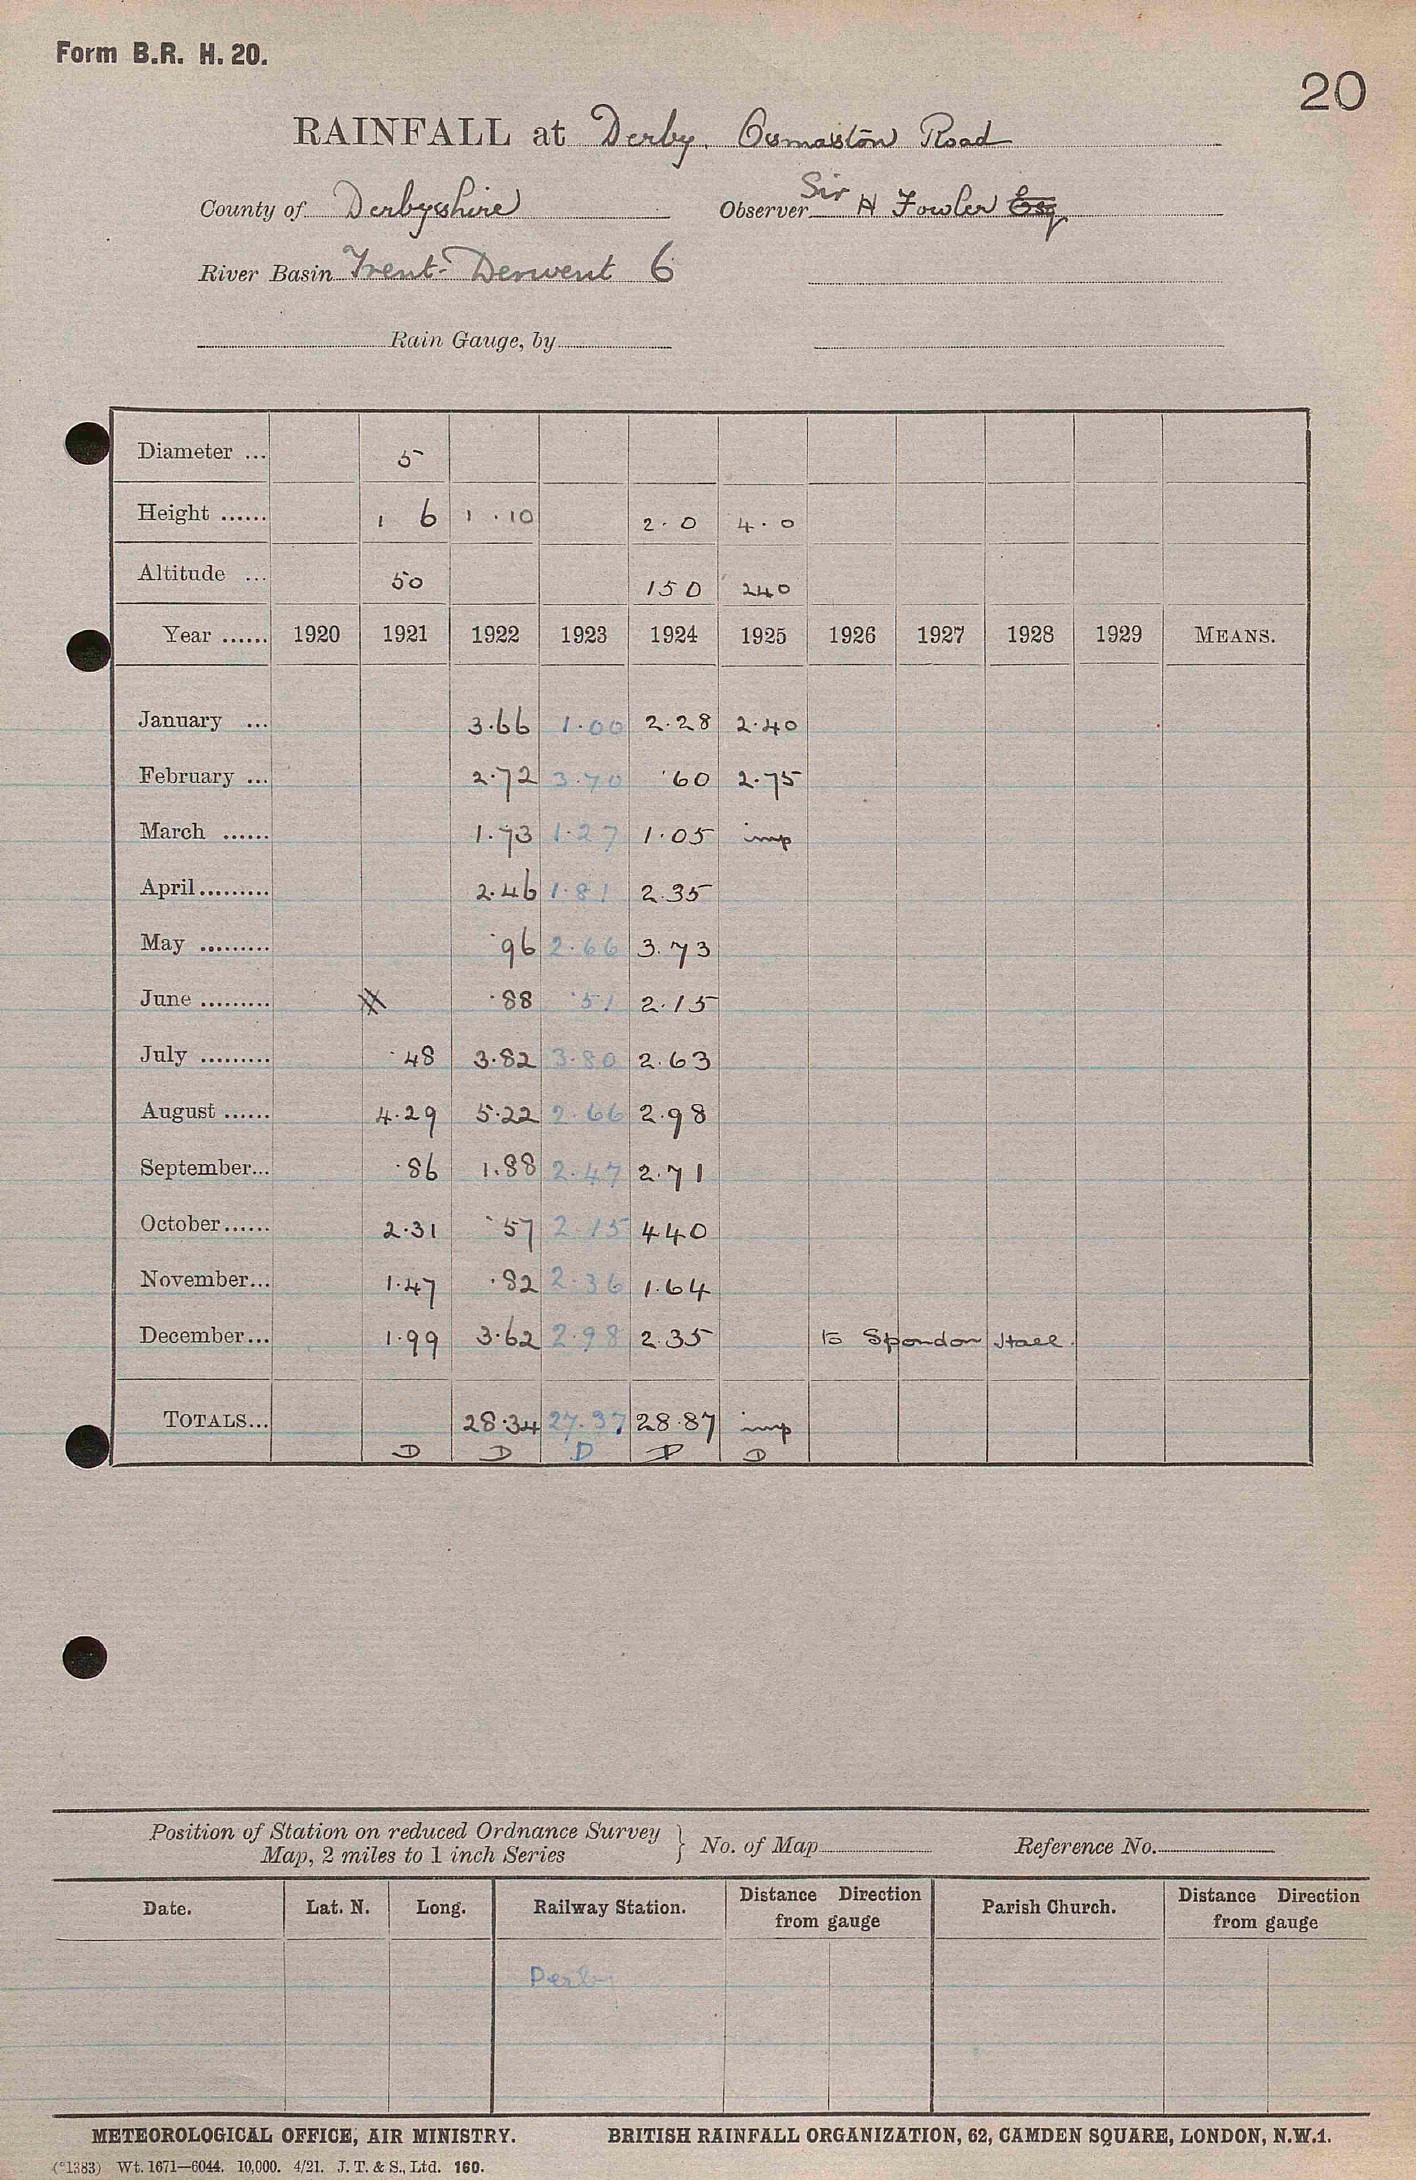 Form B.R. H. 20.
20
RAINFALL at Derby. Osmaston Road
County of Derbyshire Observer Sir H Fowler Esq
River Basin Trent-Derwent 6
Rain Gauge, by
Diameter ... 5
Height ...... 1 6 1.10 2.0 4.0
Altitude ... 50 150 240
Year ...... 1920 1921 1922 1923 1924 1925 1926 1927 1928 1929 MEANS.
January ... 3.66 1.00 2.28 2.40
February ... 2.72 3.70 .60 2.75
March ...... 1.73 1.27 1.05 imp
April......... 2.46 1.81 2.35
May ......... .96 2.66 3.73
June ......... .88 .51 2.15
July ......... .48 3.82 3.80 2.63
August ...... 4.29 5.22 2.66 2.98
September... .86 1.88 2.47 2.71
October...... 2.31 .57 2.15 4 40
November... 1.47 .82 2.36 1.64
December... 1.99 3.62 2.98 2.35 to Spondon Hall.
TOTALS... 28.34 27.37 28.87 imp
D D D D D
Position of Station on reduced Ordnance Survey
Map, 2 miles to 1 inch Series } No. of Map Reference No.
Date. Lat. N. Long. Railway Station. Distance Direction from gauge Parish Church. Distance Direction from gauge
Derby
METEOROLOGICAL OFFICE, AIR MINISTRY. BRITISH RAINFALL ORGANIZATION, 62, CAMDEN SQUARE, LONDON, N.W.1.
(*1383) Wt. 1671—6044. 10,000. 4/21. J. T. & S., Ltd. 160.